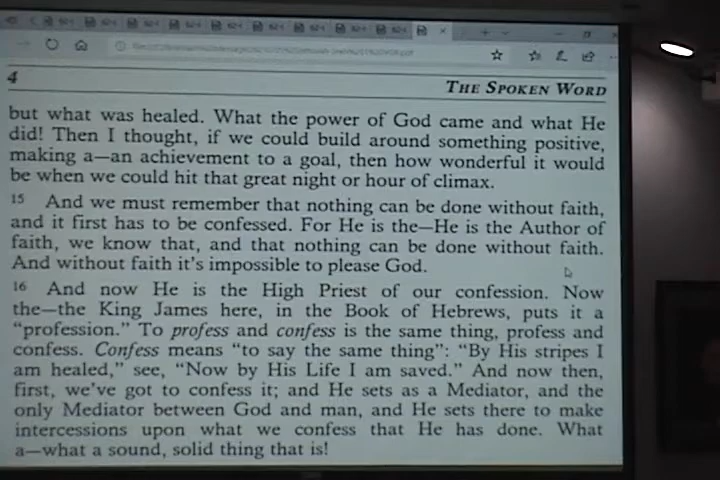 4
THE SPOKEN WORD
but what was healed. What the power of God came and what He
did! Then I thought, if we could build around something positive,
making a—an achievement to a goal, then how wonderful it would
be when we could hit that great night or hour of climax.
15 And we must remember that nothing can be done without faith,
and it first has to be confessed. For He is the—He is the Author of
faith, we know that, and that nothing can be done without faith.
And without faith it's impossible to please God.
16 And now He is the High Priest of our confession. Now
the—the King James here, in the Book of Hebrews, puts it a
“profession.” To profess and confess is the same thing, profess and
confess. Confess means “to say the same thing”: “By His stripes I
am healed,” see, “Now by His Life I am saved.” And now then,
first, we've got to confess it; and He sets as a Mediator, and the
only Mediator between God and man, and He sets there to make
intercessions upon what we confess that He has done. What
a—what a sound, solid thing that is!